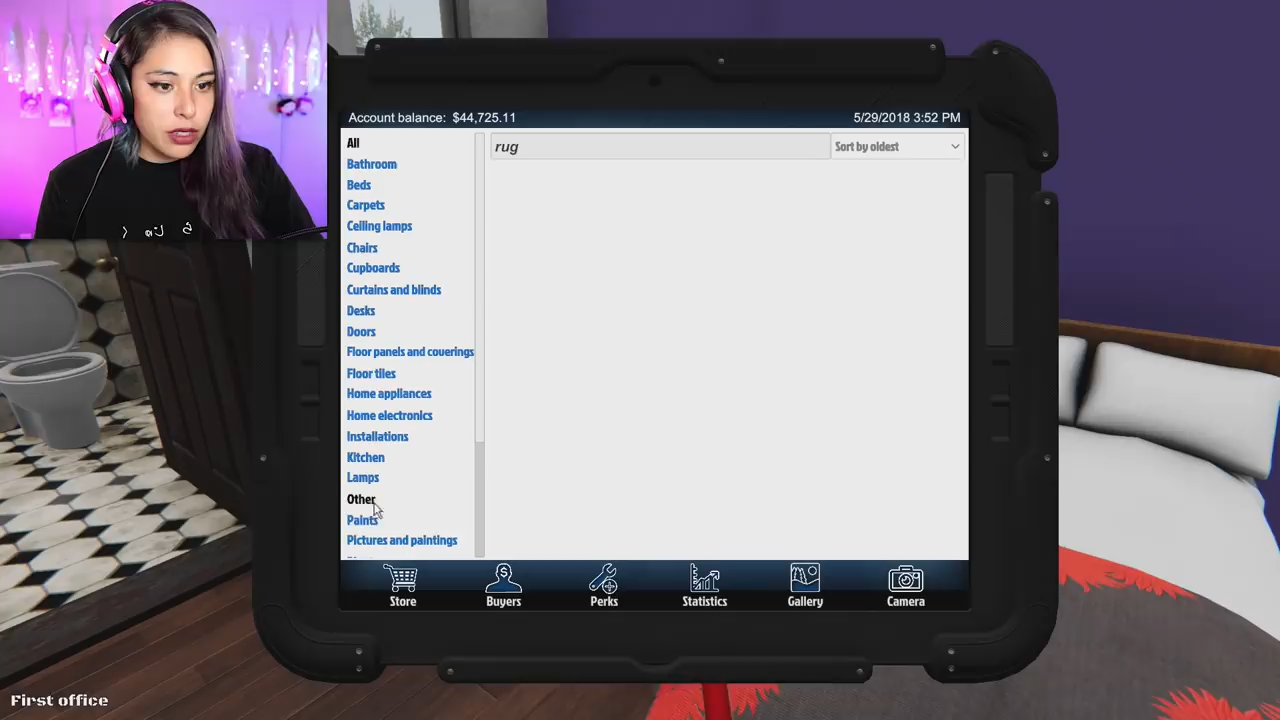 Account balance: $44,725.11
5/29/2018 3:52 PM
All
Bathroom
Beds
Carpets
Ceiling lamps
Chairs
Cupboards
Curtains and blinds
Desks
Doors
Floor panels and coverings
Floor tiles
Home appliances
Home electronics
Installations
Kitchen
Lamps
Other
Paints
Pictures and paintings
rug
Sort by oldest
Store
Buyers
Perks
Statistics
Gallery
Camera
First office